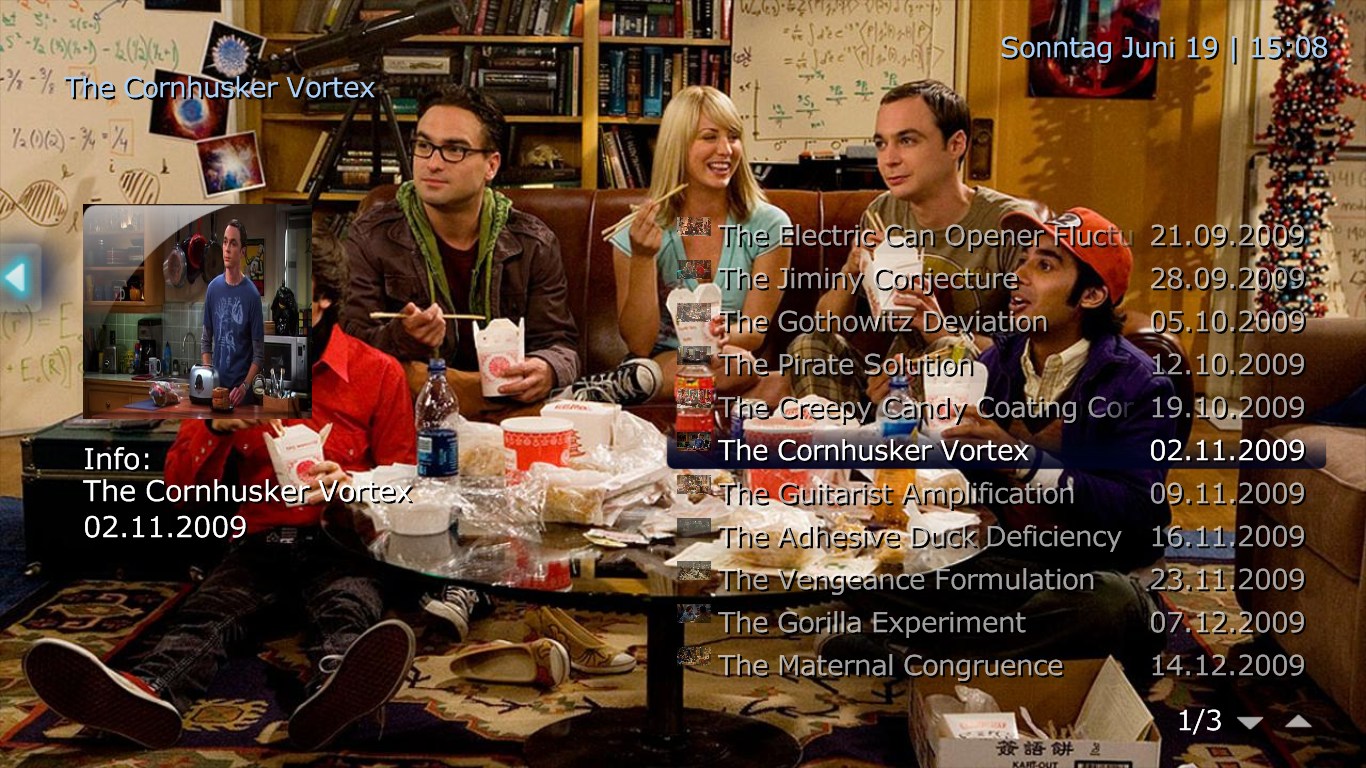 Sonntag Juni 19 | 15:08
The Cornhusker Vortex
The Electric Can Opener Fluctu 21.09.2009
The Jiminy Conjecture 28.09.2009
The Gothowitz Deviation 05.10.2009
The Pirate Solution 12.10.2009
The Creepy Candy Coating Cor 19.10.2009
The Cornhusker Vortex 02.11.2009
The Guitarist Amplification 09.11.2009
The Adhesive Duck Deficiency 16.11.2009
The Vengeance Formulation 23.11.2009
The Gorilla Experiment 07.12.2009
The Maternal Congruence 14.12.2009
Info:
The Cornhusker Vortex
02.11.2009
1/3